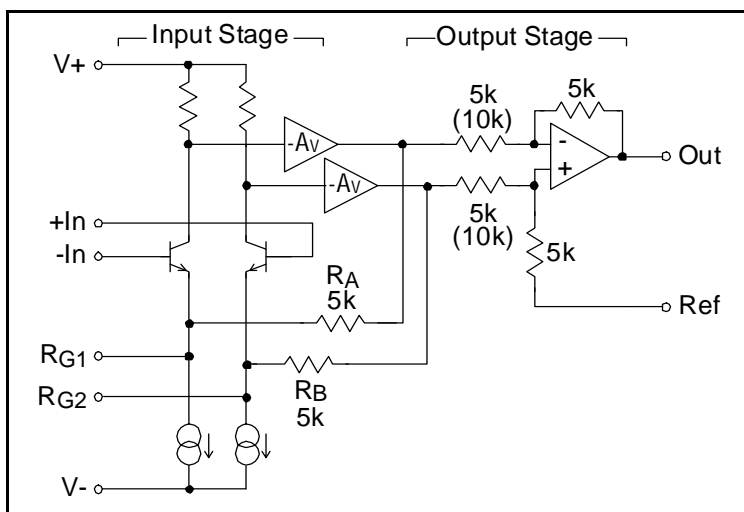 Input Stage
Output Stage
V+
5k
(10k)
5k
-AV
-
+
Out
-AV
+In
-In
5k
(10k)
5k
RA
5k
Ref
RG1
RG2
RB
5k
V-